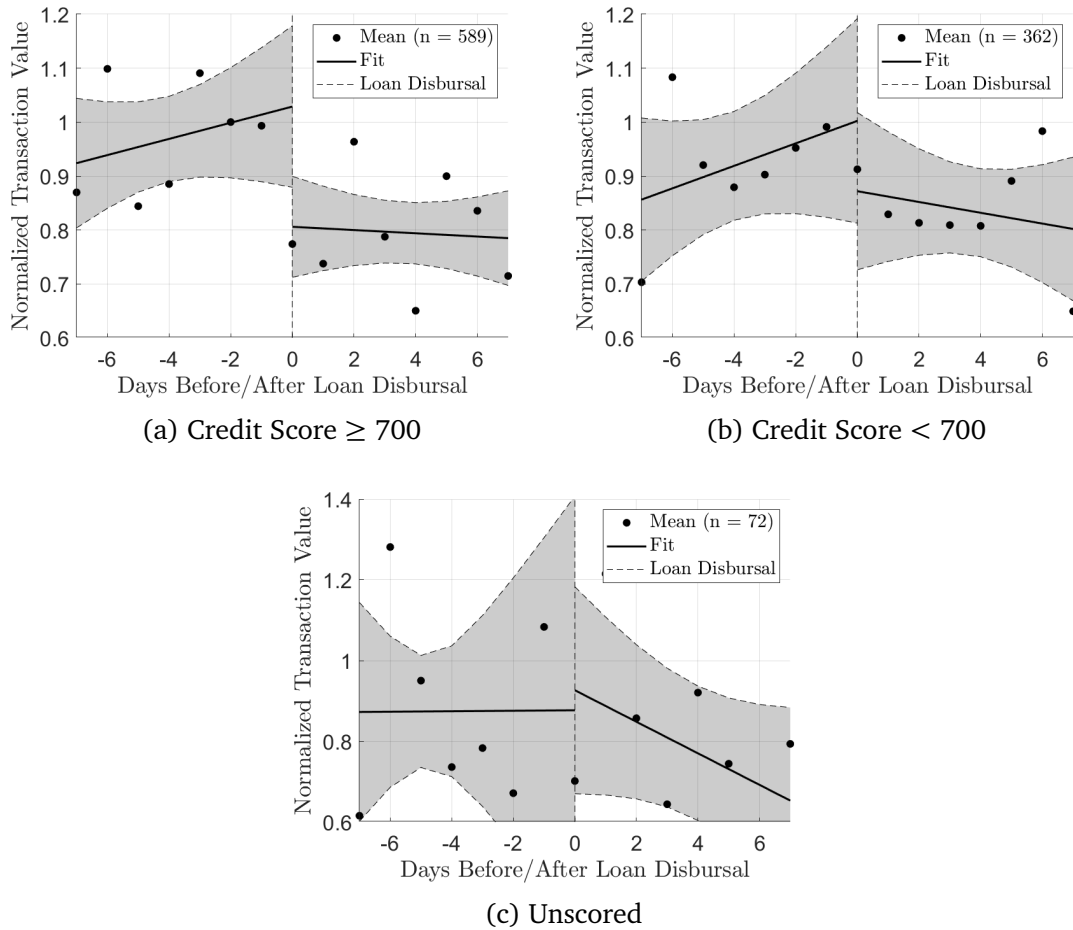 1.2
1.1
1
0.9
0.8
0.7
0.6
Normalized Transaction Value
Mean (n = 589)
Fit
Loan Disbursal
-6 -4 -2 0 2 4 6
Days Before/After Loan Disbursal
(a) Credit Score ≥ 700
1.2
1.1
1
0.9
0.8
0.7
0.6
Normalized Transaction Value
Mean (n = 362)
Fit
Loan Disbursal
-6 -4 -2 0 2 4 6
Days Before/After Loan Disbursal
(b) Credit Score < 700
1.4
1.2
1
0.8
0.6
Normalized Transaction Value
Mean (n = 72)
Fit
Loan Disbursal
-6 -4 -2 0 2 4 6
Days Before/After Loan Disbursal
(c) Unscored